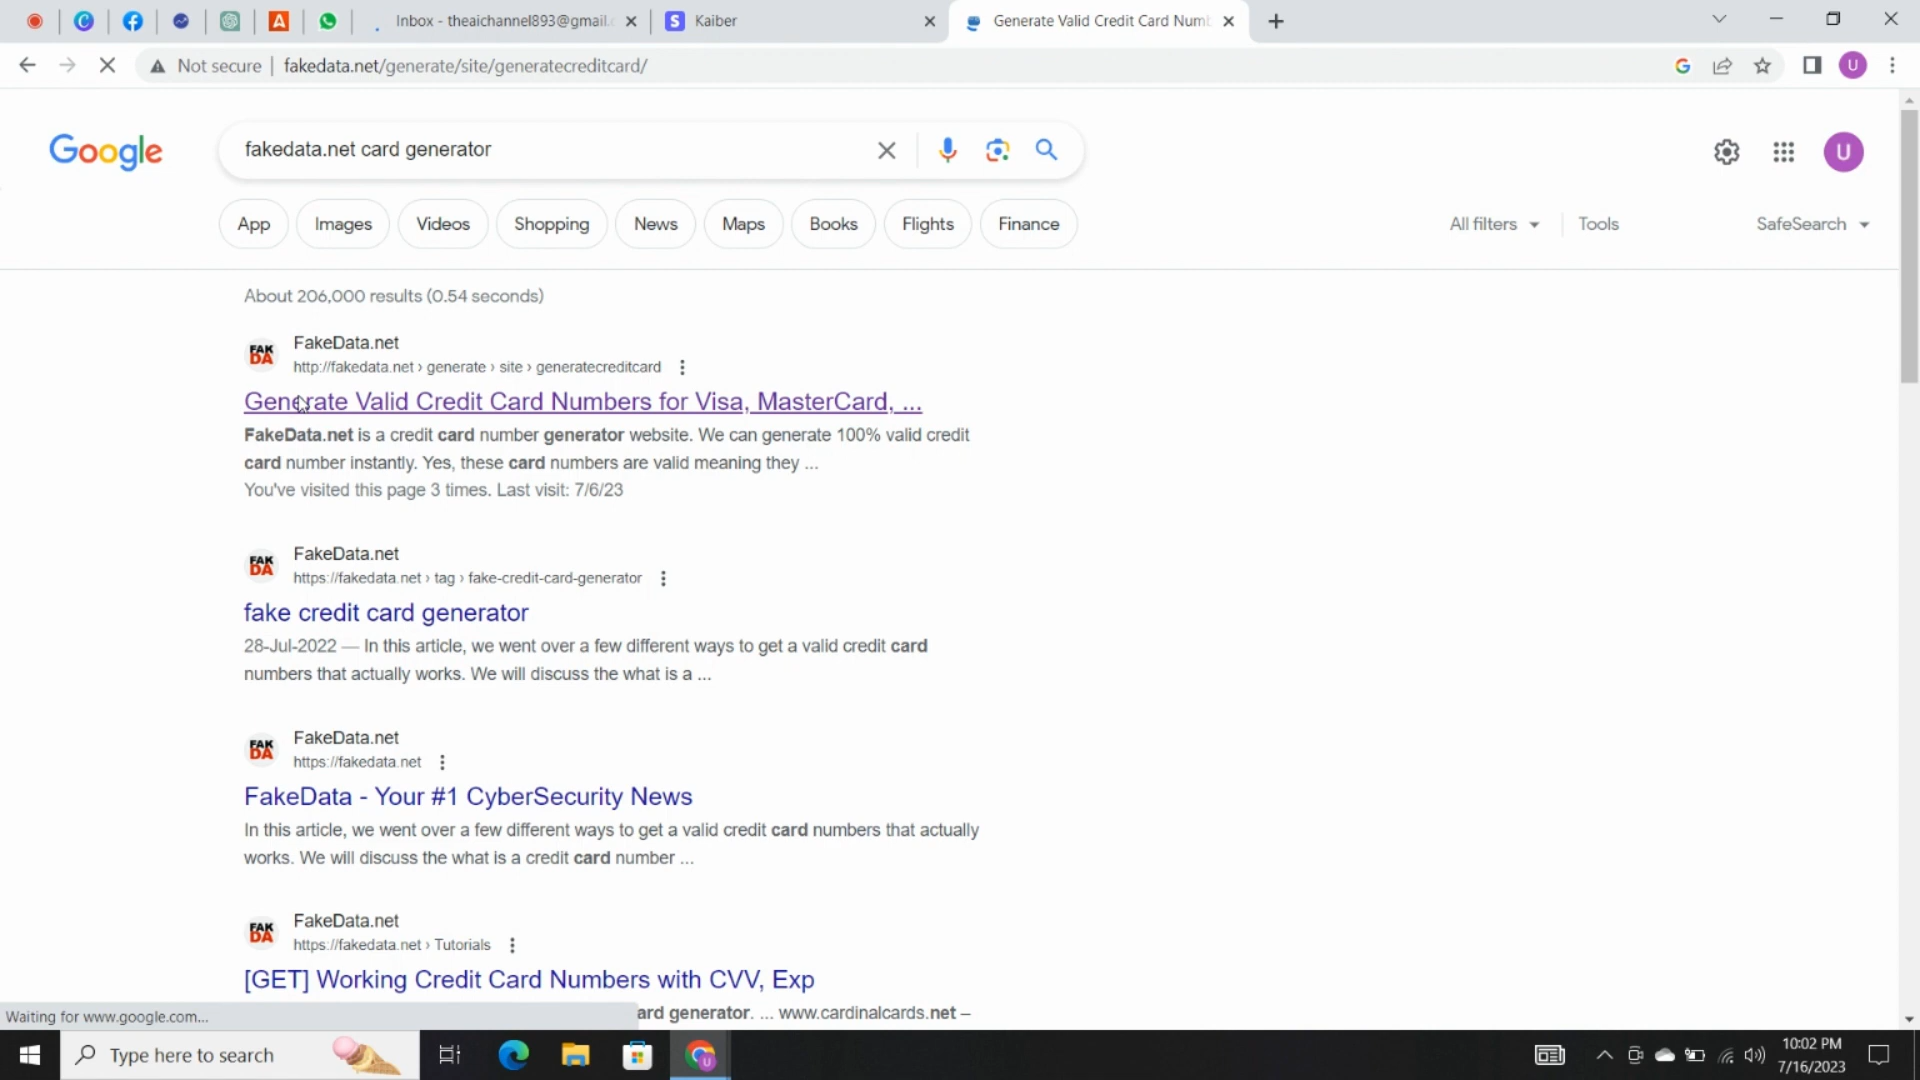 Inbox - theaichannel893@gmail.c
Kaiber
Generate Valid Credit Card Numb
Not secure | fakedata.net/generate/site/generatecreditcard/
U
Google
fakedata.net card generator
U
App
Images
Videos
Shopping
News
Maps
Books
Flights
Finance
All filters
Tools
SafeSearch
About 206,000 results (0.54 seconds)
FAK
DA
FakeData.net
http://fakedata.net › generate › site › generatecreditcard
Generate Valid Credit Card Numbers for Visa, MasterCard, ...
FakeData.net is a credit card number generator website. We can generate 100% valid credit
card number instantly. Yes, these card numbers are valid meaning they ...
You've visited this page 3 times. Last visit: 7/6/23
FAK
DA
FakeData.net
https://fakedata.net › tag › fake-credit-card-generator
fake credit card generator
28-Jul-2022 — In this article, we went over a few different ways to get a valid credit card
numbers that actually works. We will discuss the what is a ...
FAK
DA
FakeData.net
https://fakedata.net
FakeData - Your #1 CyberSecurity News
In this article, we went over a few different ways to get a valid credit card numbers that actually
works. We will discuss the what is a credit card number ...
FAK
DA
FakeData.net
https://fakedata.net › Tutorials
[GET] Working Credit Card Numbers with CVV, Exp
ard generator. ... www.cardinalcards.net –
Waiting for www.google.com...
Type here to search
10:02 PM
7/16/2023